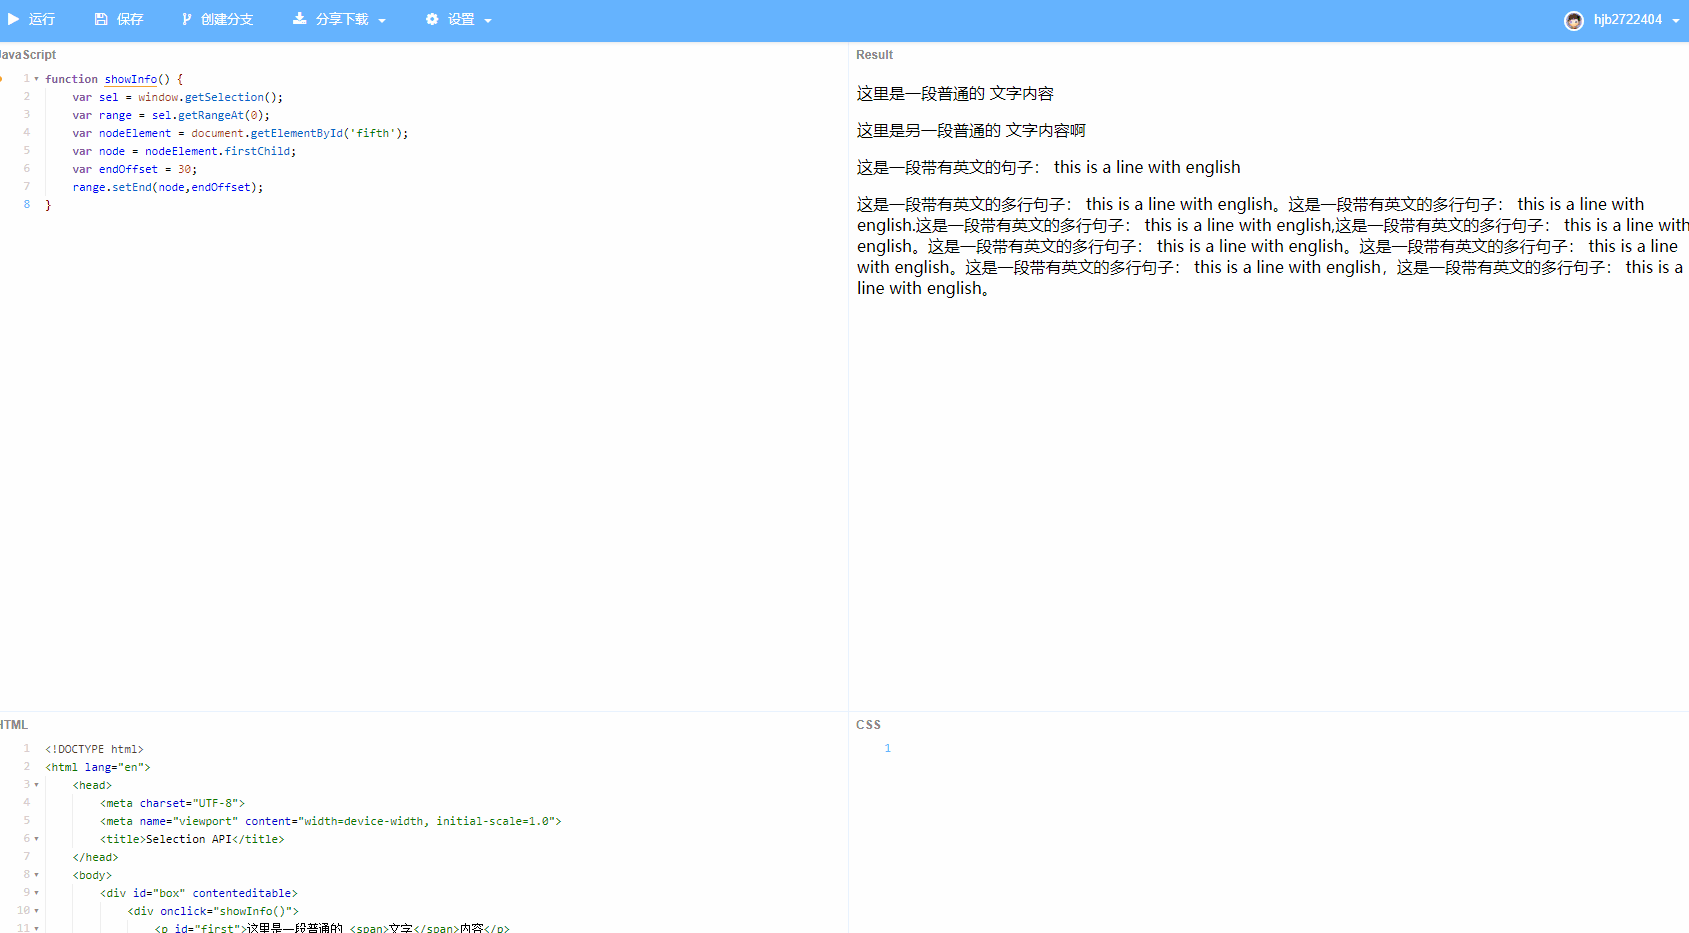 运行 保存 创建分支 分享下载 设置 hjb2722404
JavaScript
1 function showInfo() {
2 var sel = window.getSelection();
3 var range = sel.getRangeAt(0);
4 var nodeElement = document.getElementById('fifth');
5 var node = nodeElement.firstChild;
6 var endOffset = 30;
7 range.setEnd(node,endOffset);
8 }
Result
这里是一段普通的 文字内容
这里是另一段普通的 文字内容啊
这是一段带有英文的句子： this is a line with english
这是一段带有英文的多行句子： this is a line with english。这是一段带有英文的多行句子： this is a line with
english.这是一段带有英文的多行句子： this is a line with english,这是一段带有英文的多行句子： this is a line with
english。这是一段带有英文的多行句子： this is a line with english。这是一段带有英文的多行句子： this is a line
with english。这是一段带有英文的多行句子： this is a line with english，这是一段带有英文的多行句子： this is a
line with english。
HTML
1 <!DOCTYPE html>
2 <html lang="en">
3 <head>
4 <meta charset="UTF-8">
5 <meta name="viewport" content="width=device-width, initial-scale=1.0">
6 <title>Selection API</title>
7 </head>
8 <body>
9 <div id="box" contenteditable>
10 <div onclick="showInfo()">
11 <p id="first">这里是一段普通的 <span>文字</span>内容</p>
CSS
1